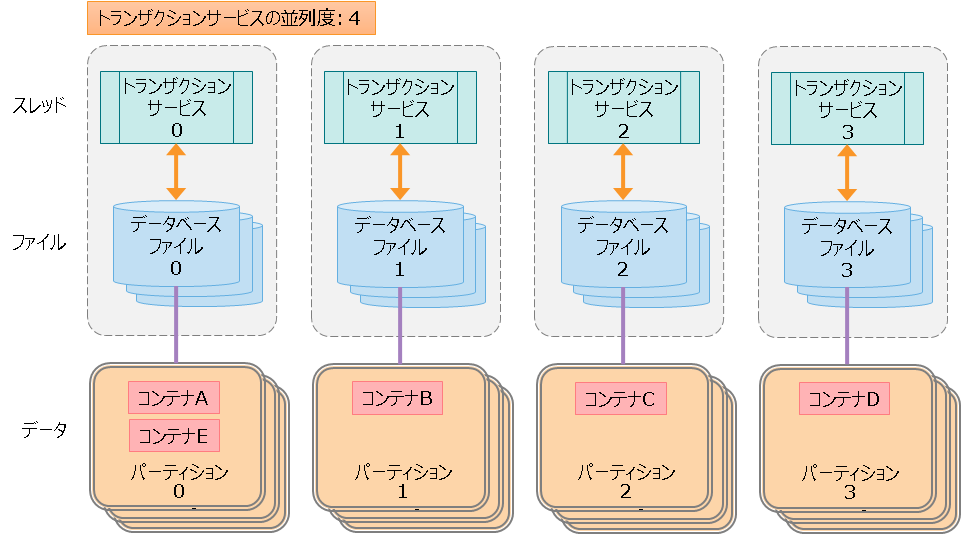 トランザクションサービスの並列度: 4
スレッド
トランザクション
サービス
0
トランザクション
サービス
1
トランザクション
サービス
2
トランザクション
サービス
3
ファイル
データベース
ファイル
0
データベース
ファイル
1
データベース
ファイル
2
データベース
ファイル
3
データ
コンテナA
コンテナE
パーティション
0
コンテナB
パーティション
1
コンテナC
パーティション
2
コンテナD
パーティション
3